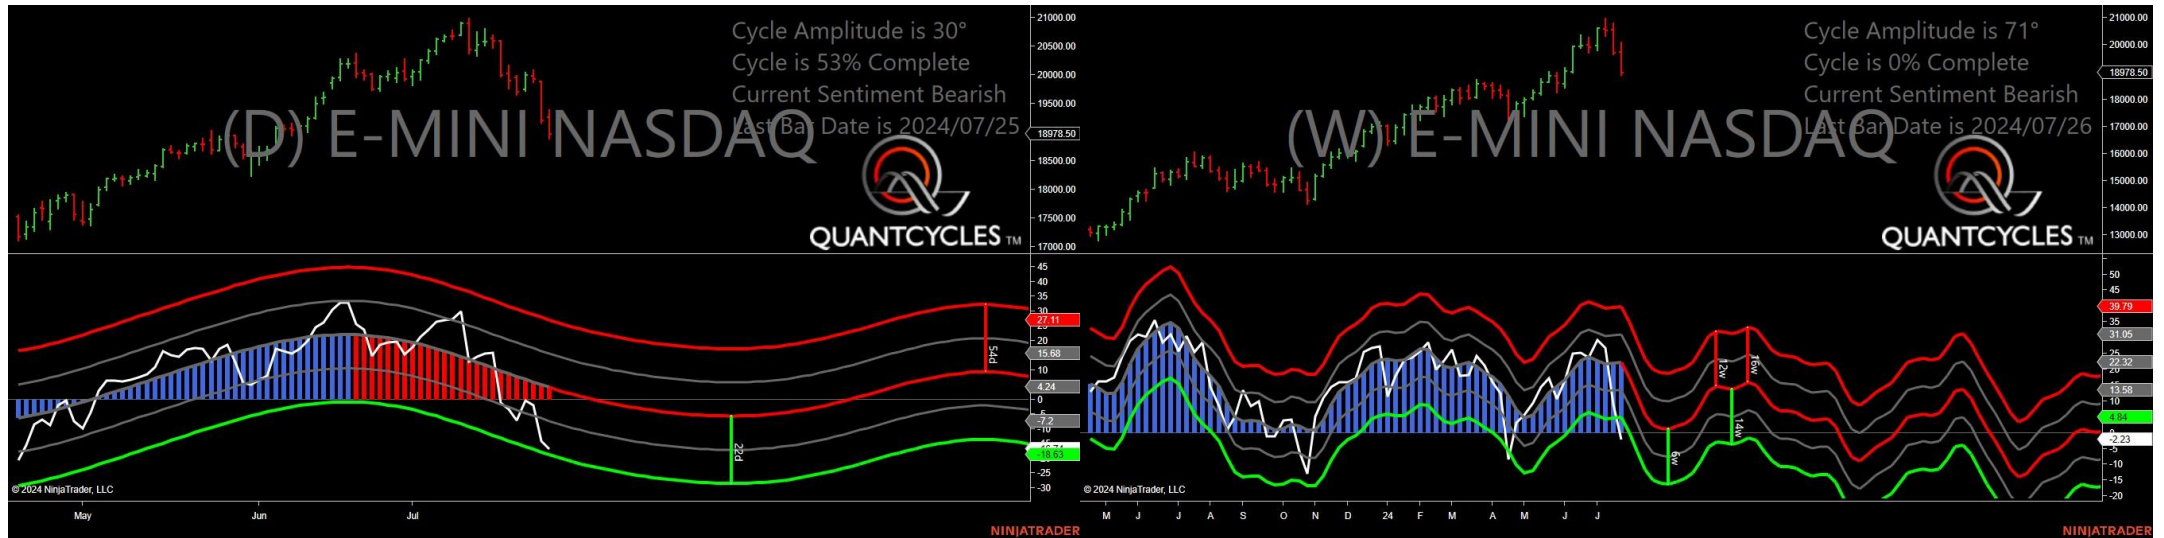 Cycle Amplitude is 30°
Cycle is 53% Complete
Current Sentiment Bearish
Last Bar Date is 2024/07/25
(D) E-MINI NASDAQ
QUANTCYCLES TM
21000.00
20500.00
20000.00
19500.00
18978.50
18500.00
18000.00
17500.00
17000.00
45
40
35
30
27.11
20
15.68
10
4.24
0
-7.2
-10
-18.63
-25
-30
54d
22d
© 2024 NinjaTrader, LLC
May Jun Jul
NINJATRADER
Cycle Amplitude is 71°
Cycle is 0% Complete
Current Sentiment Bearish
Last Bar Date is 2024/07/26
(W) E-MINI NASDAQ
QUANTCYCLES TM
21000.00
20000.00
18978.50
18000.00
17000.00
16000.00
15000.00
14000.00
13000.00
50
45
39.79
35
31.05
25
22.32
20
13.58
10
4.84
0
-2.23
-5
-10
-15
-20
12w
16w
14w
6w
© 2024 NinjaTrader, LLC
M J J A S O N D 24 F M A M J J
NINJATRADER